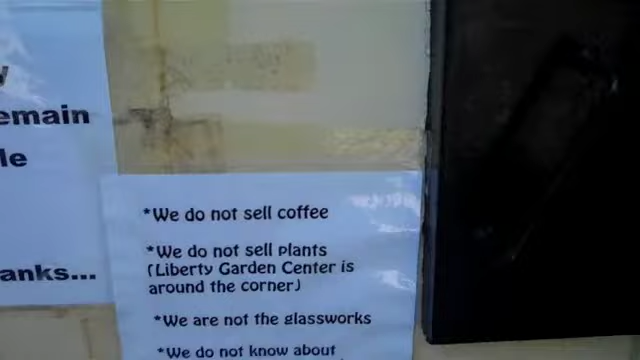 emain
le
anks...
*We do not sell coffee
*We do not sell plants
(Liberty Garden Center is
around the corner)
*We are not the glassworks
*We do not know about